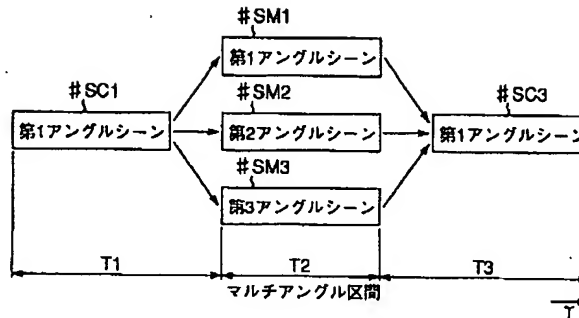 #SM1
第1アングルシーン
#SC1
#SM2
#SC3
第1アングルシーン
第2アングルシーン
第1アングルシーン
#SM3
第3アングルシーン
T1
T2
T3
マルチアングル区間
T